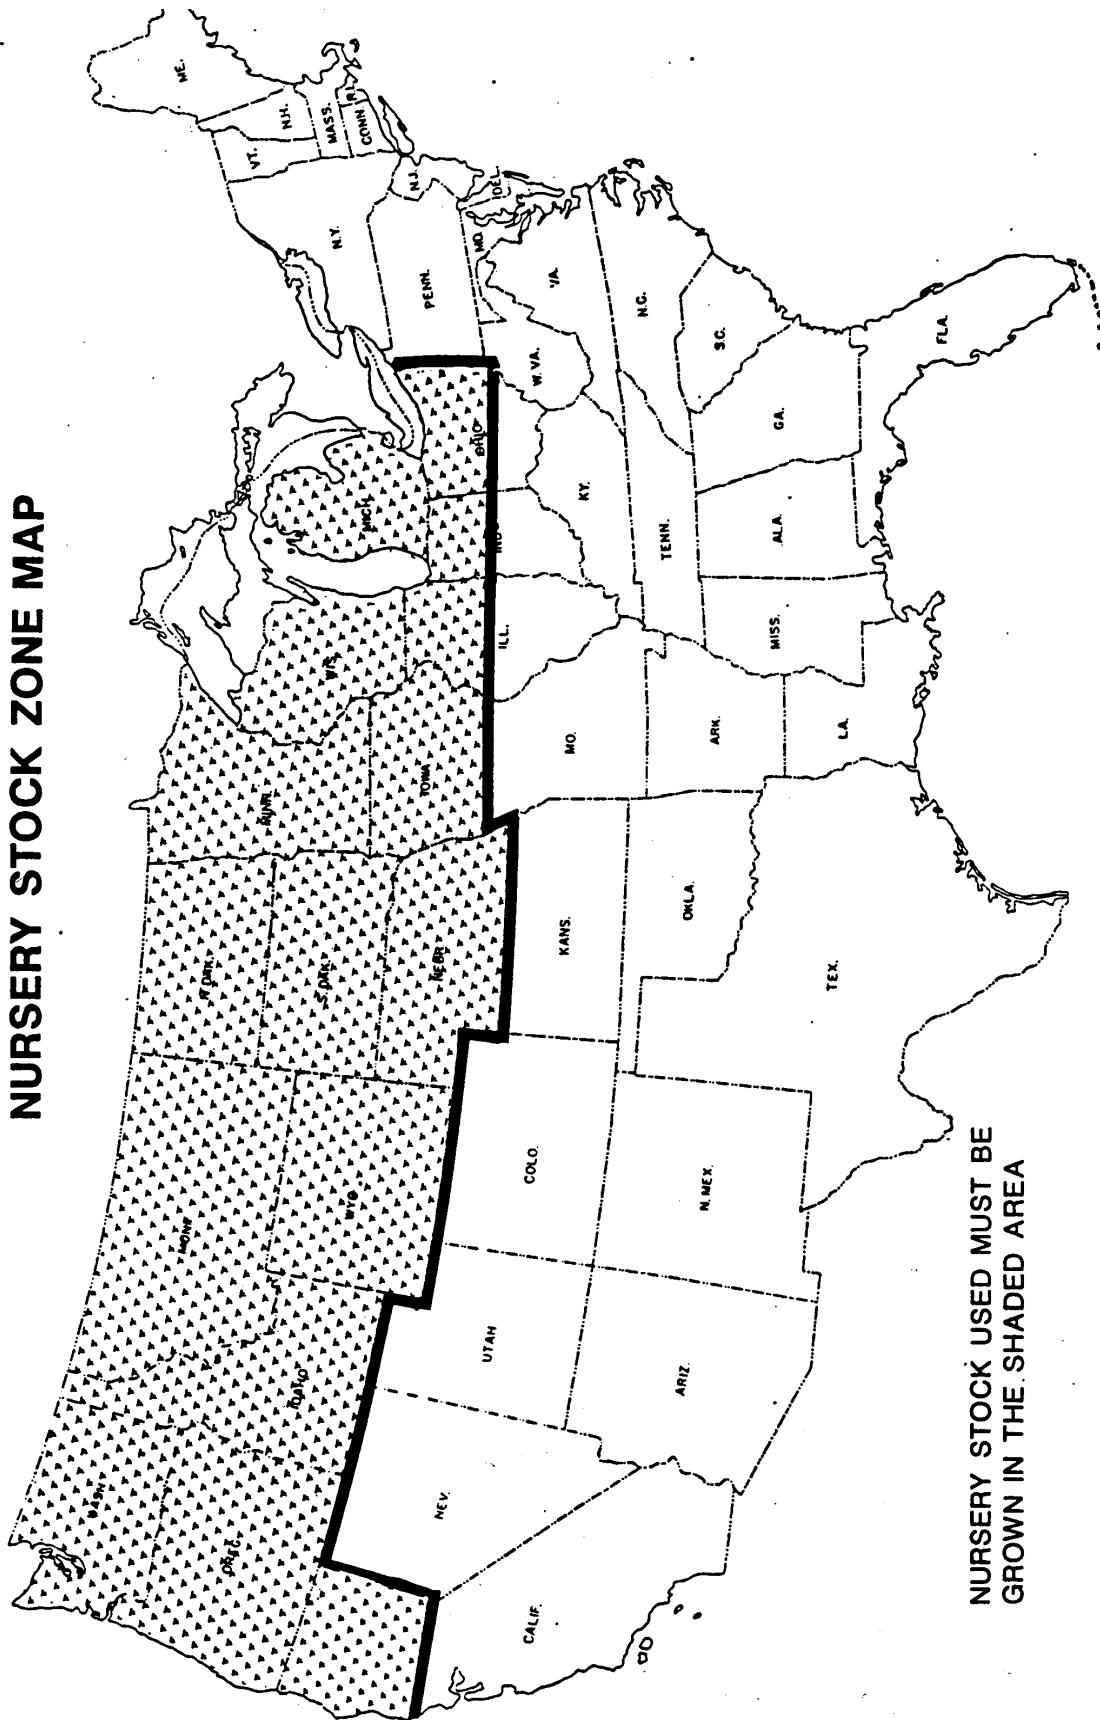 NURSERY STOCK ZONE MAP
WASH
MONT
N. DAK.
MINN.
ME.
VT.
N.H.
MASS.
R.I.
CONN.
N.Y.
OREG.
IDAHO
WYO.
S. DAK.
WIS.
MICH.
N.J.
PENN.
NEBR.
IOWA
OHIO
DEL.
MD.
NEV.
UTAH
COLO.
KANS.
MO.
ILL.
IND.
W. VA.
VA.
KY.
CALIF.
ARIZ.
N. MEX.
OKLA.
ARK.
TENN.
N.C.
S.C.
TEX.
LA.
MISS.
ALA.
GA.
FLA.
NURSERY STOCK USED MUST BE
GROWN IN THE SHADED AREA